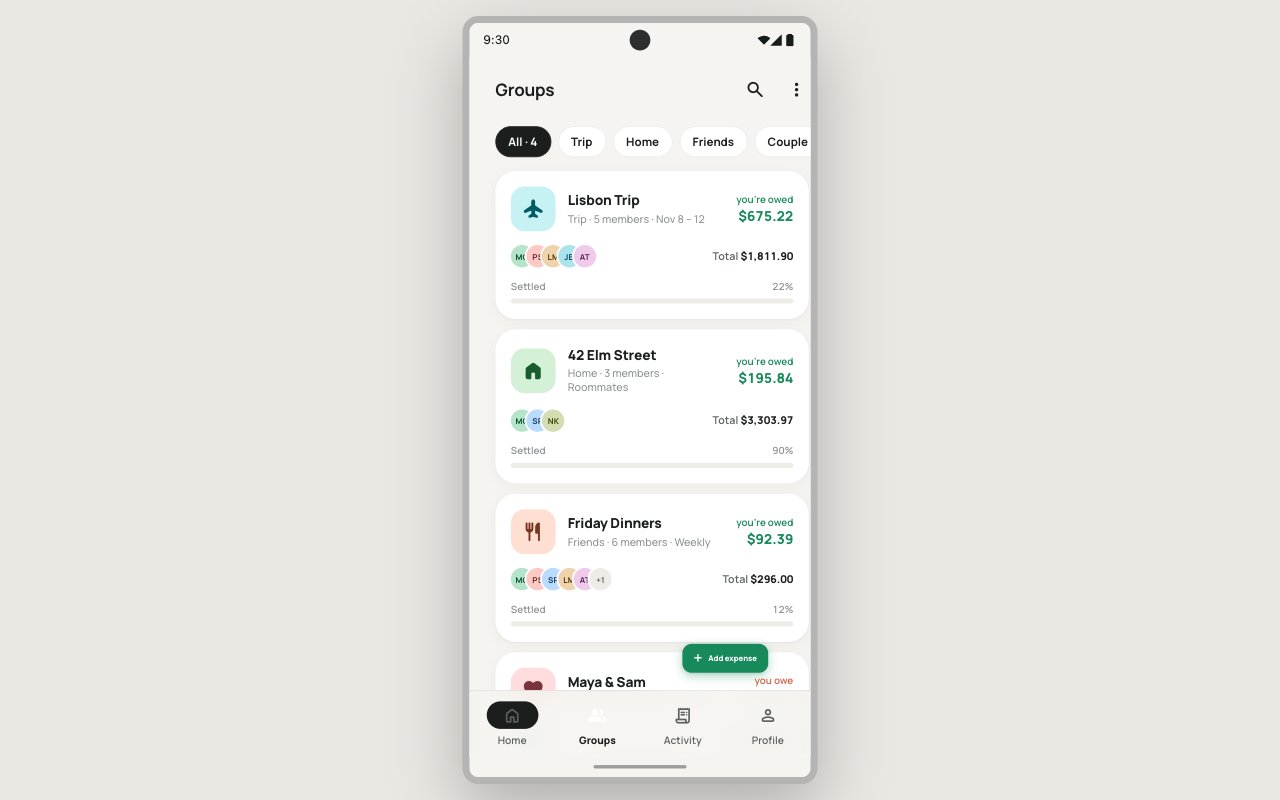 9:30
Groups
All · 4
Trip
Home
Friends
Couple
Lisbon Trip
Trip · 5 members · Nov 8 – 12
you're owed
$675.22
AT
Total $1,811.90
Settled
22%
42 Elm Street
Home · 3 members ·
Roommates
you're owed
$195.84
NK
Total $3,303.97
Settled
90%
Friday Dinners
Friends · 6 members · Weekly
you're owed
$92.39
+1
Total $296.00
Settled
12%
Add expense
Maya & Sam
you owe
Home
Groups
Activity
Profile